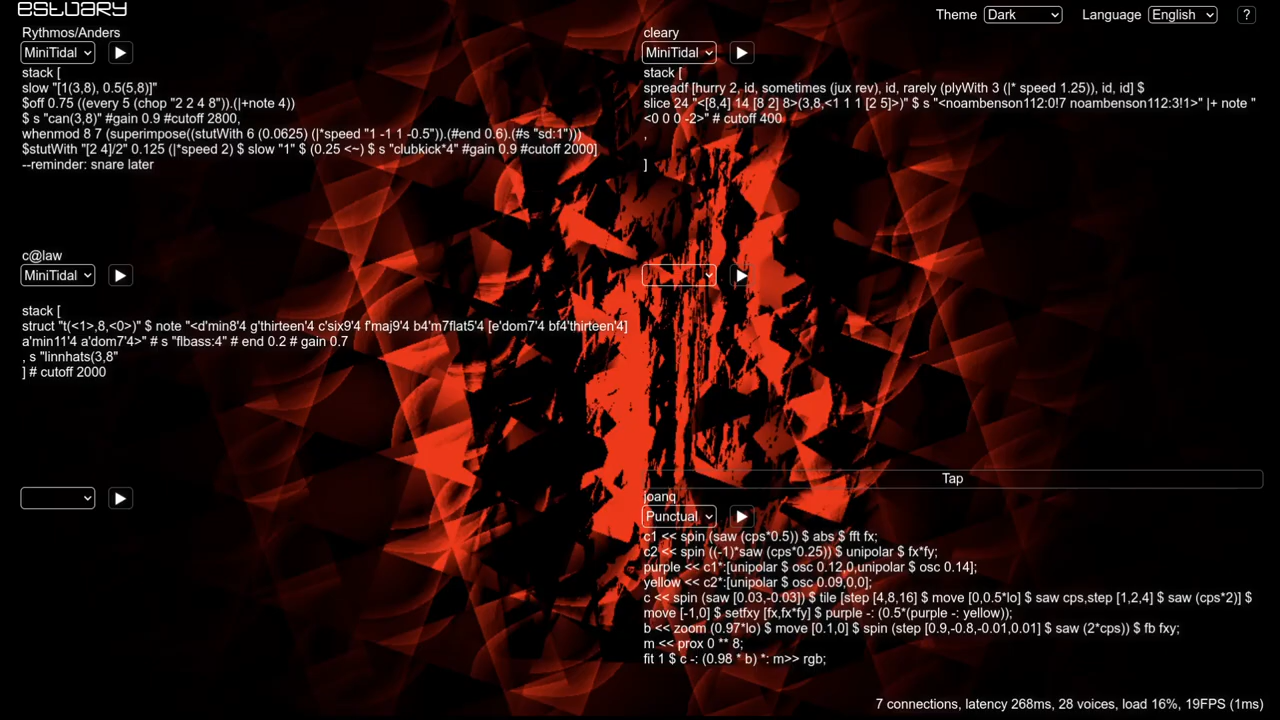 estuary
Theme Dark Language English ?
Rythmos/Anders
MiniTidal
stack [
slow "[1(3,8), 0.5(5,8)]"
$off 0.75 ((every 5 (chop "2 2 4 8")).(|+note 4))
$ s "can(3,8)" #gain 0.9 #cutoff 2800,
whenmod 8 7 (superimpose((stutWith 6 (0.0625) (|*speed "1 -1 1 -0.5")).(#end 0.6).(#s "sd:1")))
$stutWith "[2 4]/2" 0.125 (|*speed 2) $ slow "1" $ (0.25 <~) $ s "clubkick*4" #gain 0.9 #cutoff 2000]
--reminder: snare later
cleary
MiniTidal
stack [
spreadf [hurry 2, id, sometimes (jux rev), id, rarely (plyWith 3 (|* speed 1.25)), id, id] $
slice 24 "<[8,4] 14 [8 2] 8>(3,8,<1 1 1 [2 5]>)" $ s "<noambenson112:0!7 noambenson112:3!1>" |+ note "
<0 0 0 -2>" # cutoff 400
,
]
c@law
MiniTidal
stack [
struct "t(<1>,8,<0>)" $ note "<d'min8'4 g'thirteen'4 c'six9'4 f'maj9'4 b4'm7flat5'4 [e'dom7'4 bf4'thirteen'4]
a'min11'4 a'dom7'4>" # s "flbass:4" # end 0.2 # gain 0.7
, s "linnhats(3,8"
] # cutoff 2000
Tap
joanq
Punctual
c1 << spin (saw (cps*0.5)) $ abs $ fft fx;
c2 << spin ((-1)*saw (cps*0.25)) $ unipolar $ fx*fy;
purple << c1*:[unipolar $ osc 0.12,0,unipolar $ osc 0.14];
yellow << c2*:[unipolar $ osc 0.09,0,0];
c << spin (saw [0.03,-0.03]) $ tile [step [4,8,16] $ move [0,0.5*lo] $ saw cps,step [1,2,4] $ saw (cps*2)] $
move [-1,0] $ setfxy [fx,fx*fy] $ purple -: (0.5*(purple -: yellow));
b << zoom (0.97*lo) $ move [0.1,0] $ spin (step [0.9,-0.8,-0.01,0.01] $ saw (2*cps)) $ fb fxy;
m << prox 0 ** 8;
fit 1 $ c -: (0.98 * b) *: m>> rgb;
7 connections, latency 268ms, 28 voices, load 16%, 19FPS (1ms)